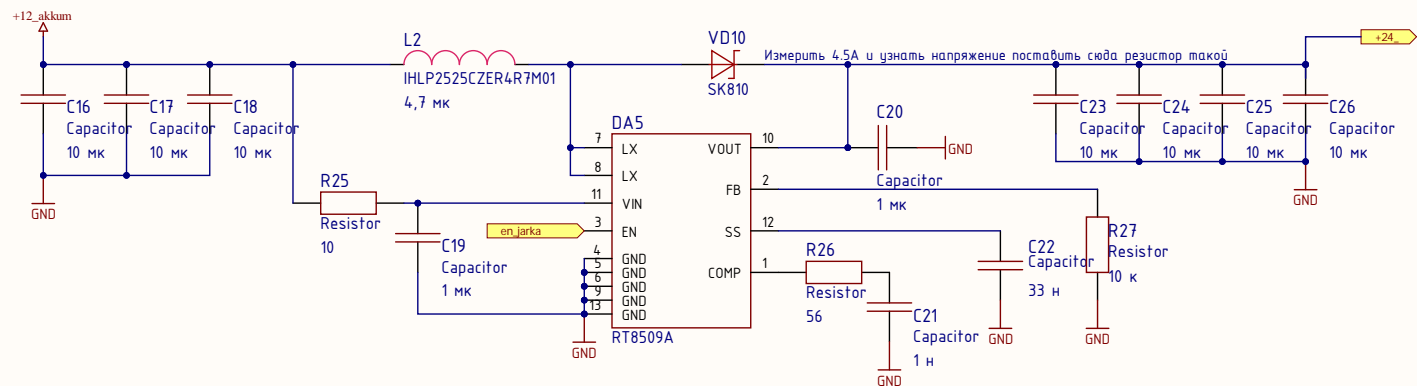 +12_akkum
L2
IHLP2525CZER4R7M01
4,7 мк
VD10
SK810
Измерить 4.5А и узнать напряжение поставить сюда резистор такой
+24_
C16
Capacitor
10 мк
C17
Capacitor
10 мк
C18
Capacitor
10 мк
DA5
7
LX
8
LX
11
VIN
3
EN
4
GND
5
GND
6
GND
9
GND
13
GND
VOUT
10
FB
2
SS
12
COMP
1
RT8509A
C20
Capacitor
1 мк
GND
C23
Capacitor
10 мк
C24
Capacitor
10 мк
C25
Capacitor
10 мк
C26
Capacitor
10 мк
GND
GND
R25
Resistor
10
en_jarka
C19
Capacitor
1 мк
GND
R26
Resistor
56
C21
Capacitor
1 н
GND
C22
Capacitor
33 н
GND
R27
Resistor
10 к
GND